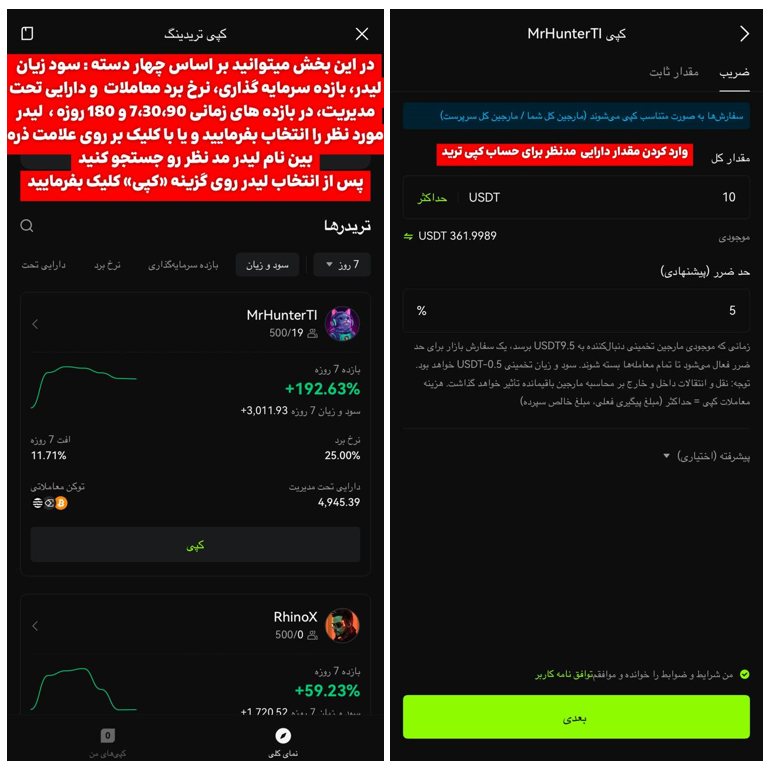 کپی تریدینگ
در این بخش میتوانید بر اساس چهار دسته : سود زیان
لیدر، بازده سرمایه گذاری، نرخ برد معاملات و دارایی تحت
مدیریت، در بازده های زمانی 7،30،90 و 180 روزه ، لیدر
مورد نظر را انتخاب بفرمایید و یا با کلیک بر روی علامت ذره
بین نام لیدر مد نظر رو جستجو کنید
پس از انتخاب لیدر روی گزینه «کپی» کلیک بفرمایید
تریدرها
7 روز
سود و زیان
بازده سرمایه‌گذاری
نرخ برد
دارایی تحت
MrHunterTI
19/500
بازده 7 روزه
+192.63%
سود و زیان 7 روزه +3,011.93
نرخ برد
25.00%
افت 7 روزه
11.71%
دارایی تحت مدیریت
4,945.39
توکن معاملاتی
کپی
RhinoX
0/500
بازده 7 روزه
+59.23%
سود و زیان 7 روزه +1,720.52
نمای کلی
0
کپی‌های من
کپی MrHunterTI
ضریب
مقدار ثابت
سفارش‌ها به صورت متناسب کپی می‌شوند (مارجین کل شما / مارجین کل سرپرست)
وارد کردن مقدار دارایی مدنظر برای حساب کپی ترید
مقدار کل
10
USDT
حداکثر
موجودی
USDT 361.9989
حد ضرر (پیشنهادی)
5
%
زمانی که موجودی مارجین تخمینی دنبال‌کننده به USDT9.5 برسد، یک سفارش بازار برای حد
ضرر فعال می‌شود تا تمام معامله‌ها بسته شوند. سود و زیان تخمینی USDT-0.5 خواهد بود.
توجه: نقل و انتقالات داخل و خارج بر محاسبه مارجین باقیمانده تأثیر خواهد گذاشت. هزینه
معاملات کپی = حداکثر (مبلغ پیگیری فعلی، مبلغ خالص سپرده)
پیشرفته (اختیاری)
من شرایط و ضوابط را خوانده و موافقم‌توافق نامه کاربر
بعدی